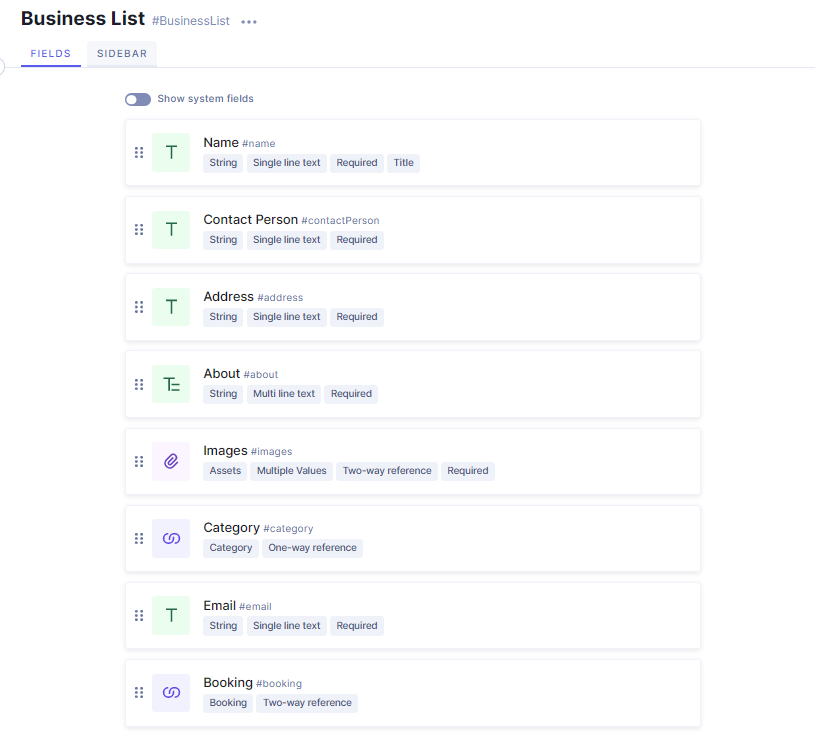 Business List #BusinessList
FIELDS SIDEBAR
Show system fields
Name #name
String Single line text Required Title
Contact Person #contactPerson
String Single line text Required
Address #address
String Single line text Required
About #about
String Multi line text Required
Images #images
Assets Multiple Values Two-way reference Required
Category #category
Category One-way reference
Email #email
String Single line text Required
Booking #booking
Booking Two-way reference